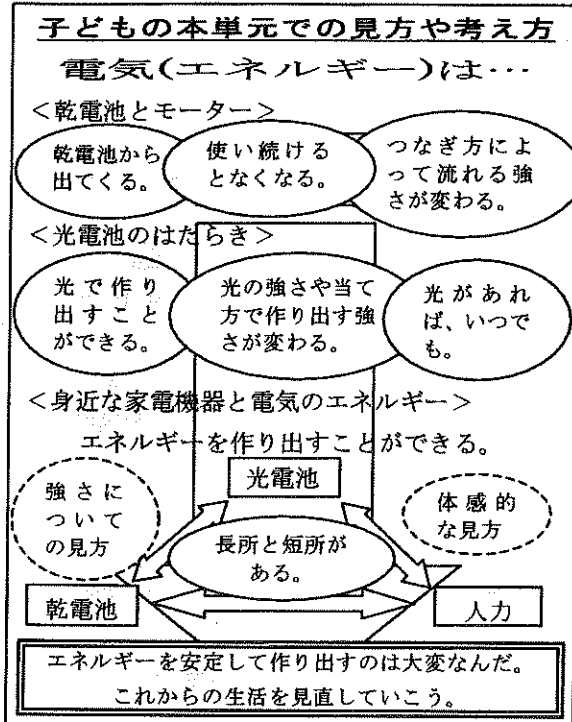 子どもの本単元での見方や考え方
電気(エネルギー)は…
<乾電池とモーター>
乾電池から
出てくる。
使い続ける
となくなる。
つなぎ方によ
って流れる強
さが変わる。
<光電池のはたらき>
光で作り
出すこと
ができる。
光の強さや当て
方で作り出す強
さが変わる。
光があれ
ば、いつで
も。
<身近な家電機器と電気のエネルギー>
エネルギーを作り出すことができる。
強さに
ついて
の見方
光電池
体感的
な見方
長所と短所が
ある。
乾電池
人力
エネルギーを安定して作り出すのは大変なんだ。
これからの生活を見直していこう。